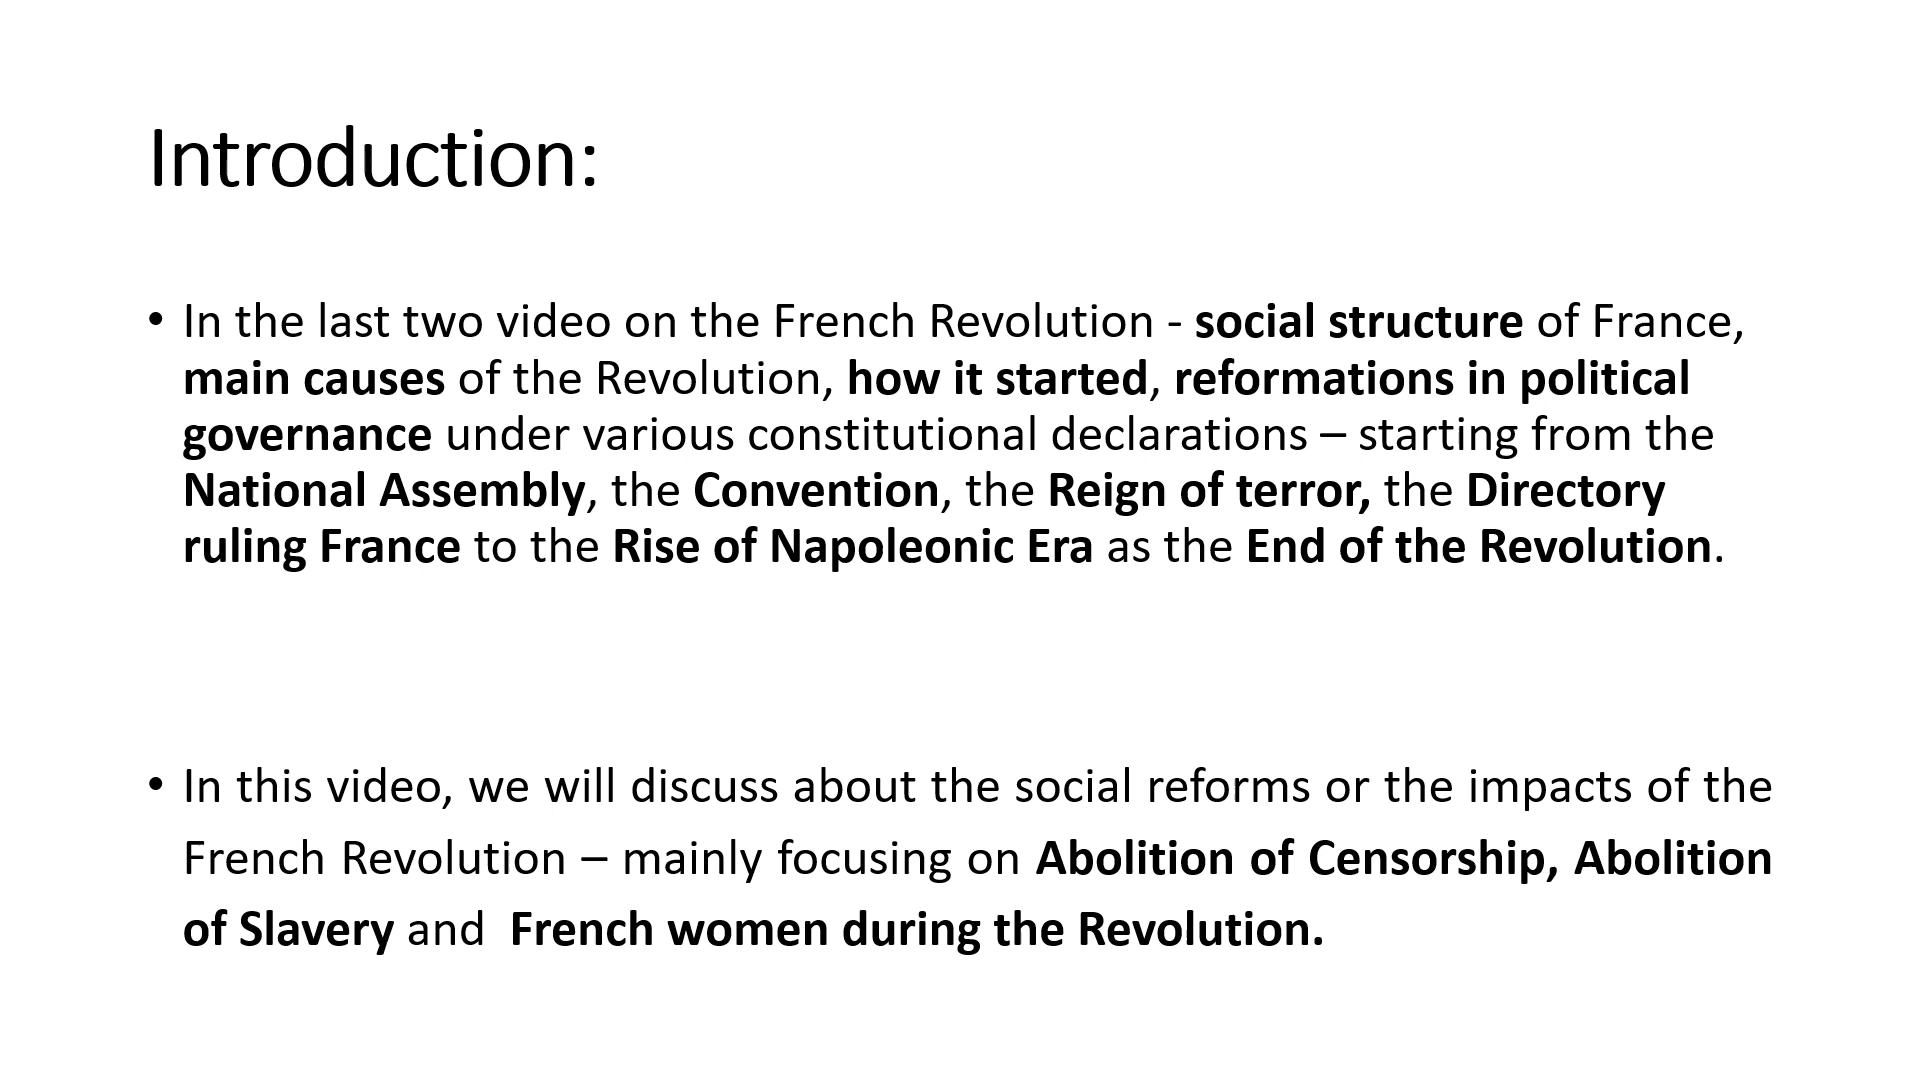 Introduction:
• In the last two video on the French Revolution - social structure of France,
main causes of the Revolution, how it started, reformations in political
governance under various constitutional declarations – starting from the
National Assembly, the Convention, the Reign of terror, the Directory
ruling France to the Rise of Napoleonic Era as the End of the Revolution.
• In this video, we will discuss about the social reforms or the impacts of the
French Revolution – mainly focusing on Abolition of Censorship, Abolition
of Slavery and  French women during the Revolution.